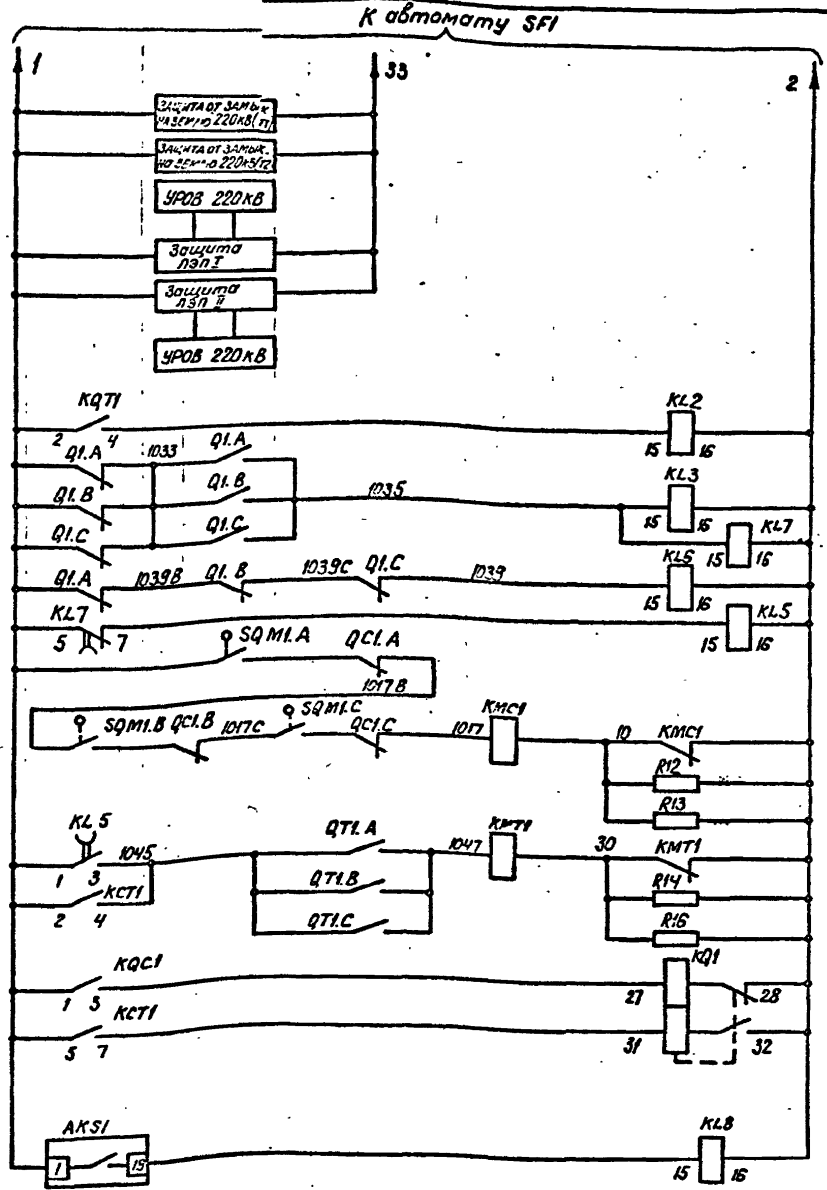 К автомату SF1
1
33
2
ЗАЩИТА ОТ ЗАМЫК
НА ЗЕМЛЮ 220кВ(Т1)
ЗАЩИТА ОТ ЗАМЫК.
НА ЗЕМЛЮ 220кВ/Т2
УРОВ 220кВ
Защита
ЛЭП I
Защита
ЛЭП II
УРОВ 220кВ
KQT1
2 4
KL2
15 16
Q1.A
1033
Q1.A
Q1.B
Q1.B
1035
KL3
15 16
Q1.C
Q1.C
KL7
15 16
Q1.A
1039B
Q1.B
1039C
Q1.C
1039
KL6
15 16
KL7
5 7
KL5
15 16
SQM1.A
QC1.A
1017B
SQM1.B
QC1.B
1017C
SQM1.C
QC1.C
1017
KMC1
10
KMC1
R12
R13
KL5
1 3
1045
QT1.A
1047
KMT1
30
KMT1
KCT1
2 4
QT1.B
R14
QT1.C
R16
KQC1
1 3
KQ1
27
28
KCT1
5 7
31
32
AKS1
1
15
KL8
15 16